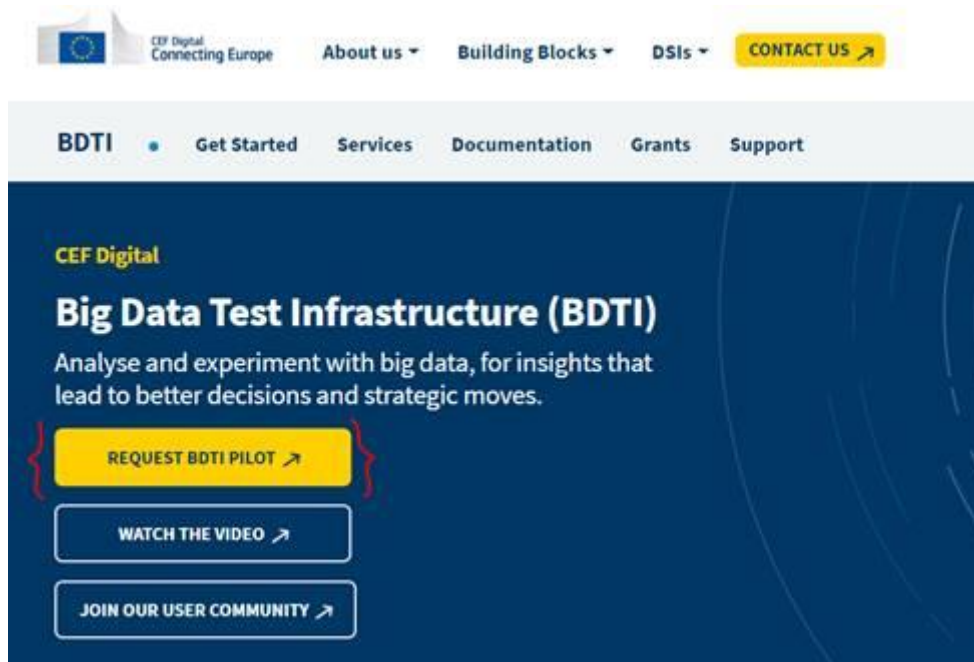 CEF Digital
Connecting Europe
About us
Building Blocks
DSIs
CONTACT US
BDTI
Get Started
Services
Documentation
Grants
Support
CEF Digital
Big Data Test Infrastructure (BDTI)
Analyse and experiment with big data, for insights that
lead to better decisions and strategic moves.
REQUEST BDTI PILOT
WATCH THE VIDEO
JOIN OUR USER COMMUNITY